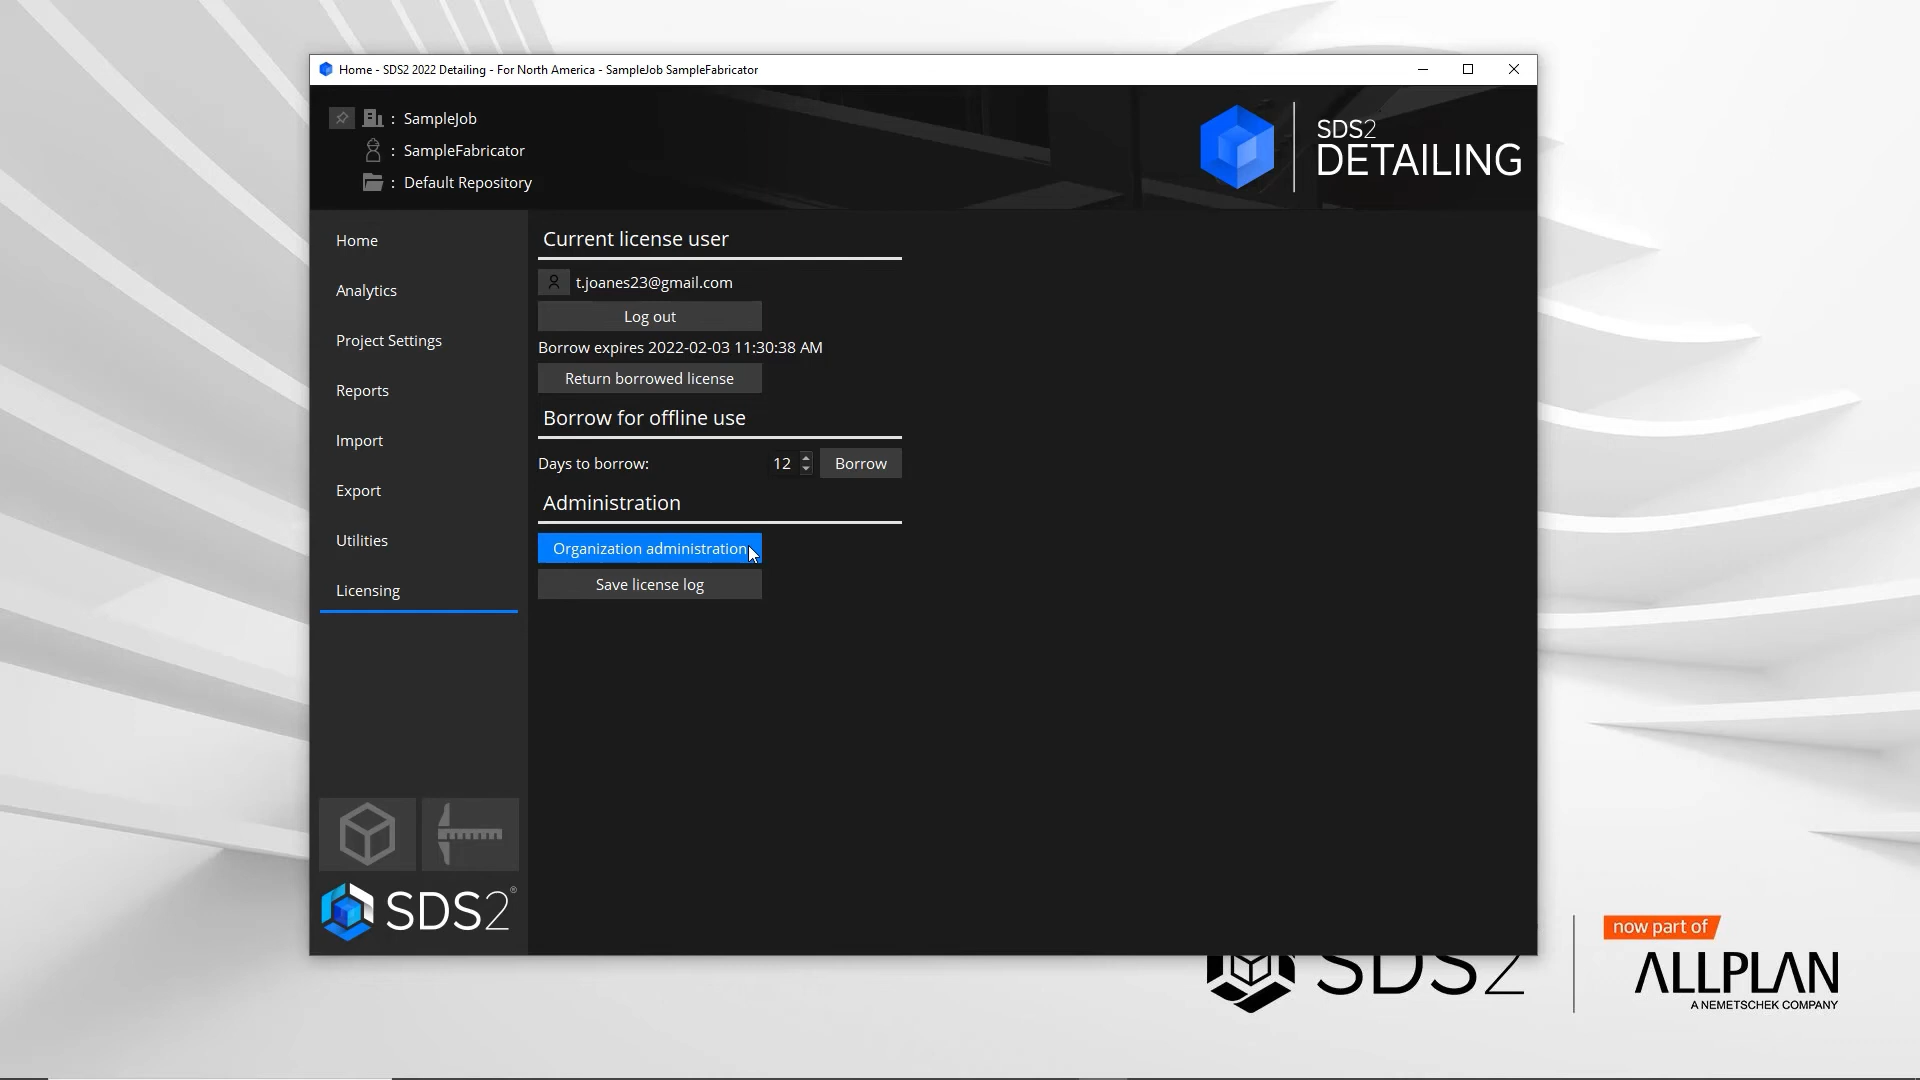 Home - SDS2 2022 Detailing - For North America - SampleJob SampleFabricator
: SampleJob
: SampleFabricator
: Default Repository
SDS2
DETAILING
Home
Analytics
Project Settings
Reports
Import
Export
Utilities
Licensing
Current license user
t.joanes23@gmail.com
Log out
Borrow expires 2022-02-03 11:30:38 AM
Return borrowed license
Borrow for offline use
Days to borrow: 12 Borrow
Administration
Organization administration
Save license log
SDS2®
SDS2
now part of
ALLPLAN
A NEMETSCHEK COMPANY